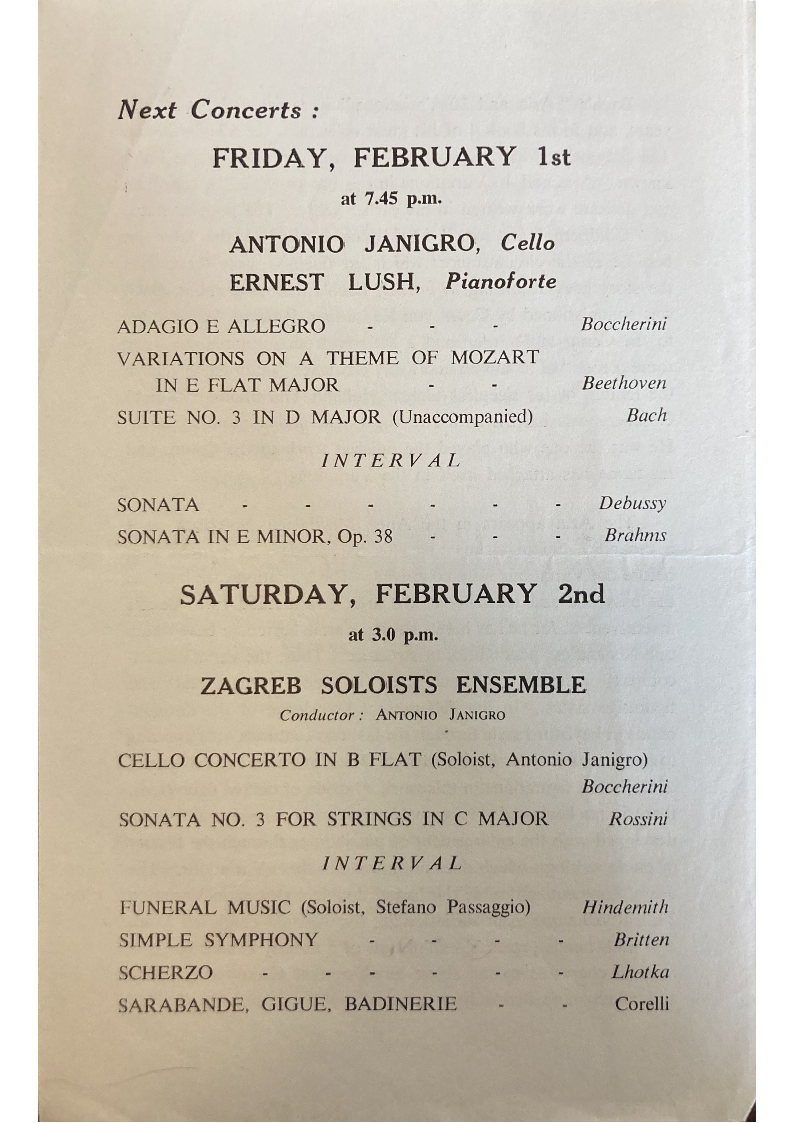 Next Concerts :
FRIDAY, FEBRUARY 1st
at 7.45 p.m.
ANTONIO JANIGRO, Cello
ERNEST LUSH, Pianoforte
ADAGIO E ALLEGRO - - - Boccherini
VARIATIONS ON A THEME OF MOZART
IN E FLAT MAJOR - - Beethoven
SUITE NO. 3 IN D MAJOR (Unaccompanied) Bach
INTERVAL
SONATA - - - - - - Debussy
SONATA IN E MINOR, Op. 38 - - - Brahms
SATURDAY, FEBRUARY 2nd
at 3.0 p.m.
ZAGREB SOLOISTS ENSEMBLE
Conductor : ANTONIO JANIGRO
CELLO CONCERTO IN B FLAT (Soloist, Antonio Janigro)
Boccherini
SONATA NO. 3 FOR STRINGS IN C MAJOR Rossini
INTERVAL
FUNERAL MUSIC (Soloist, Stefano Passaggio) Hindemith
SIMPLE SYMPHONY - - - - Britten
SCHERZO - - - - - - Lhotka
SARABANDE, GIGUE, BADINERIE - - Corelli